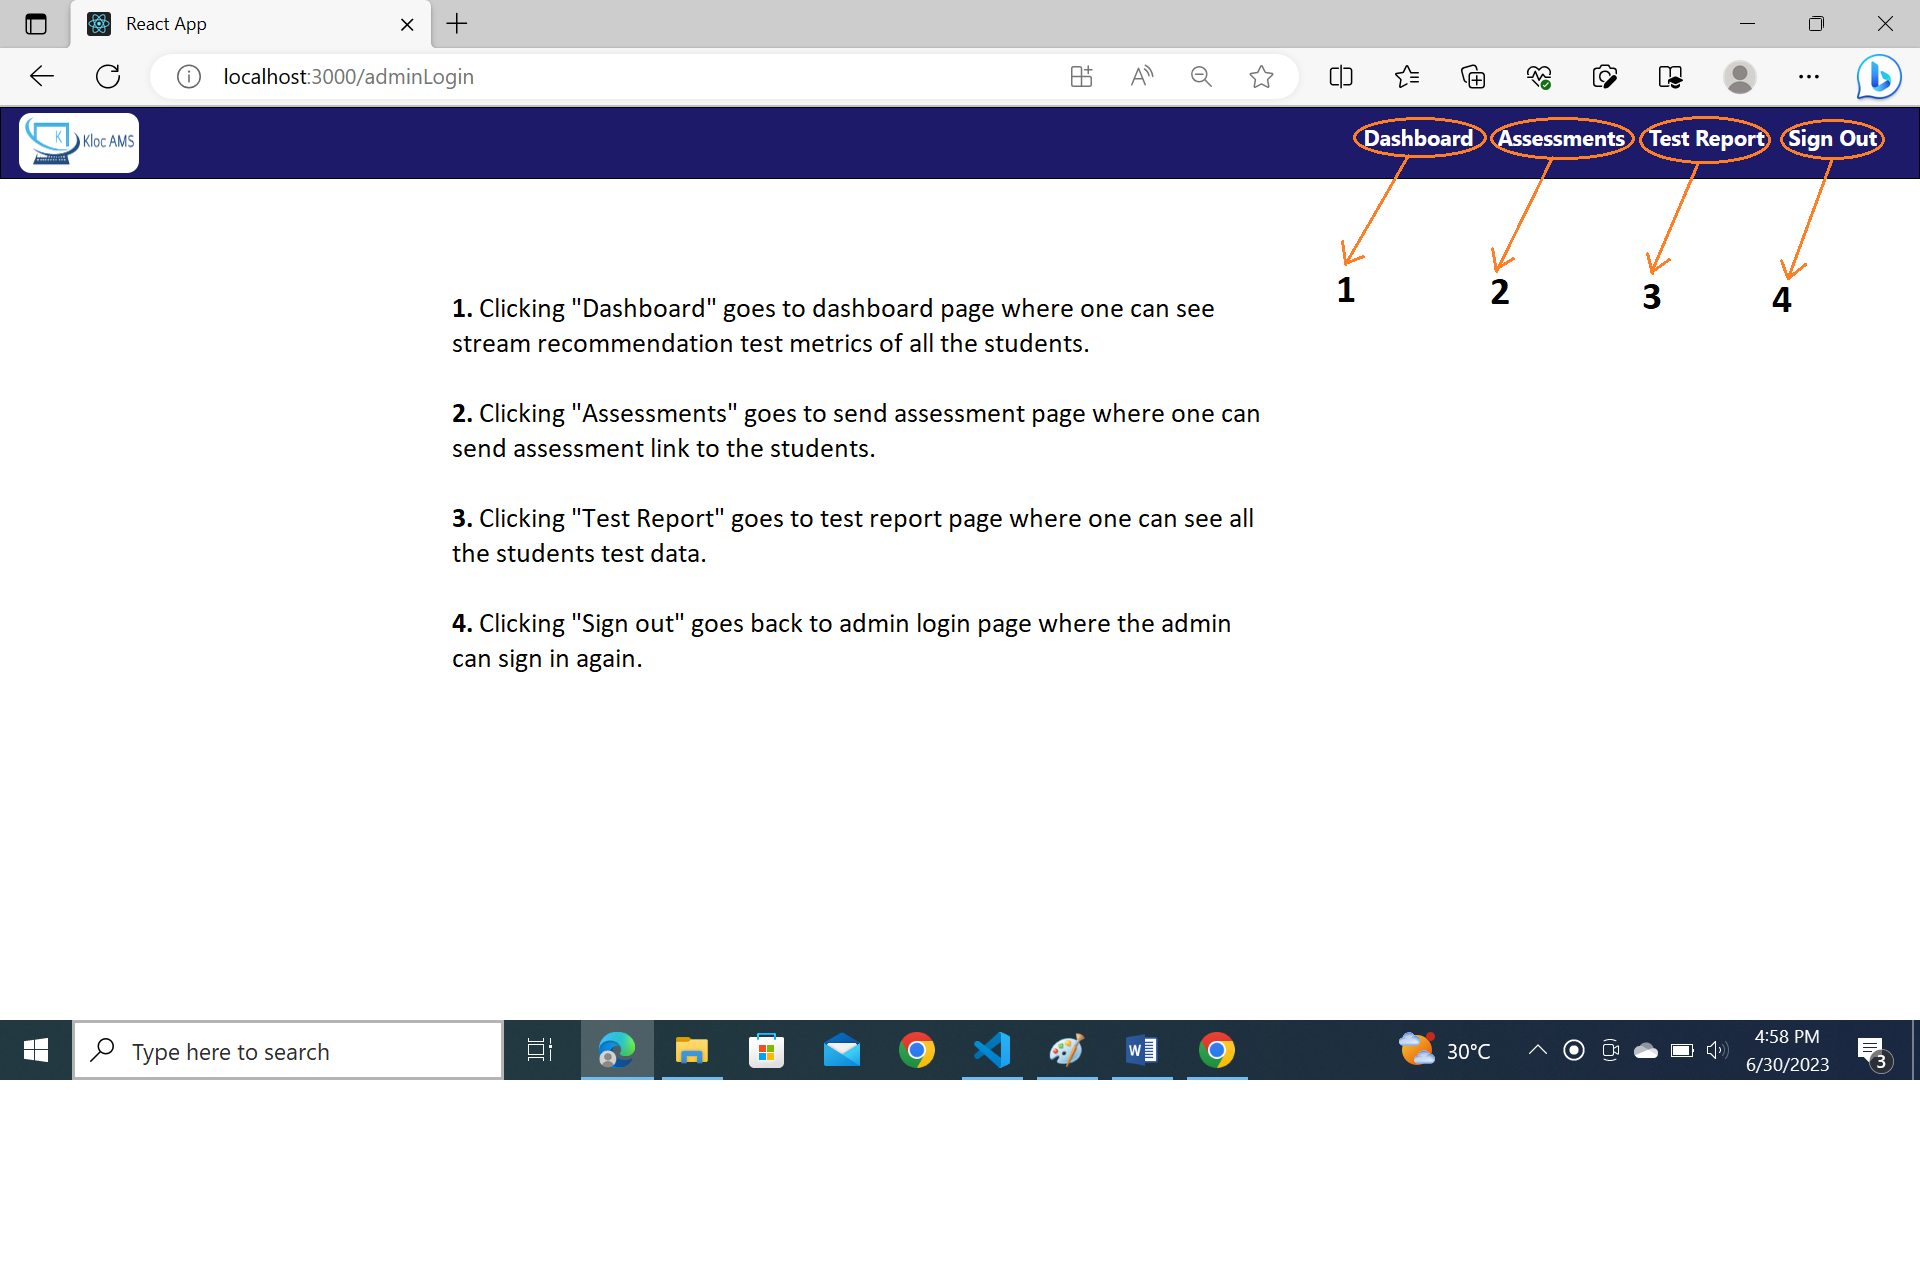 React App
localhost:3000/adminLogin
K Kloc AMS
Dashboard Assessments Test Report Sign Out
1 2 3 4
1. Clicking "Dashboard" goes to dashboard page where one can see
stream recommendation test metrics of all the students.
2. Clicking "Assessments" goes to send assessment page where one can
send assessment link to the students.
3. Clicking "Test Report" goes to test report page where one can see all
the students test data.
4. Clicking "Sign out" goes back to admin login page where the admin
can sign in again.
Type here to search
30°C
4:58 PM
6/30/2023
3